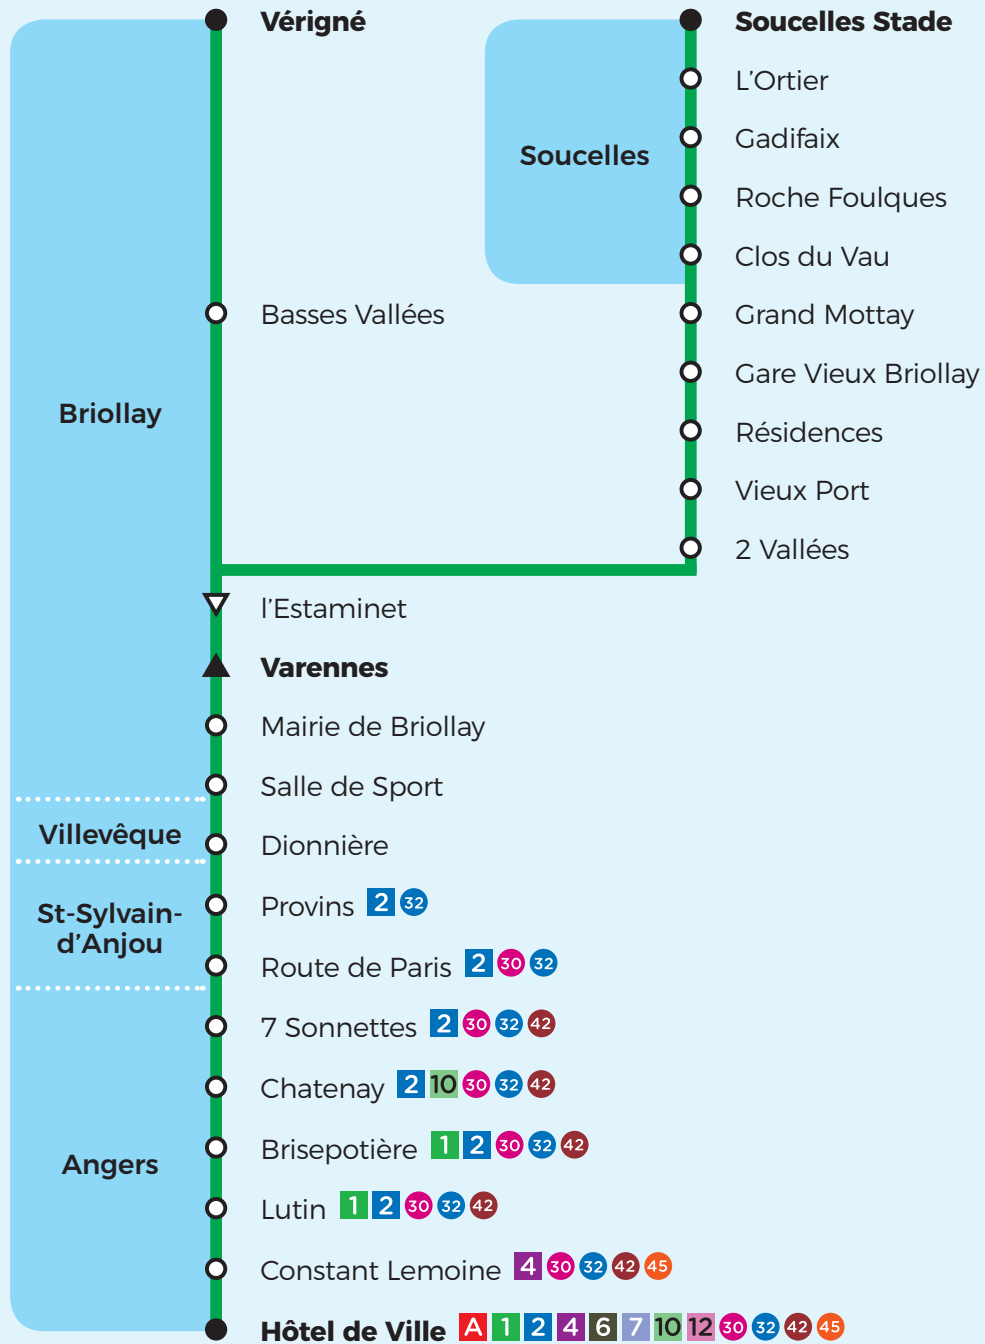 Vérigné
Basses Vallées
Soucelles Stade
L'Ortier
Gadifaix
Roche Foulques
Clos du Vau
Grand Mottay
Gare Vieux Briollay
Résidences
Vieux Port
2 Vallées
Soucelles
Briollay
l'Estaminet
Varennes
Mairie de Briollay
Salle de Sport
Villevêque
Dionnière
St-Sylvain-
d'Anjou
Provins 2 32
Route de Paris 2 30 32
Angers
7 Sonnettes 2 30 32 42
Chatenay 2 10 30 32 42
Brisepotière 1 2 30 32 42
Lutin 1 2 30 32 42
Constant Lemoine 4 30 32 42 45
Hôtel de Ville A 1 2 4 6 7 10 12 30 32 42 45